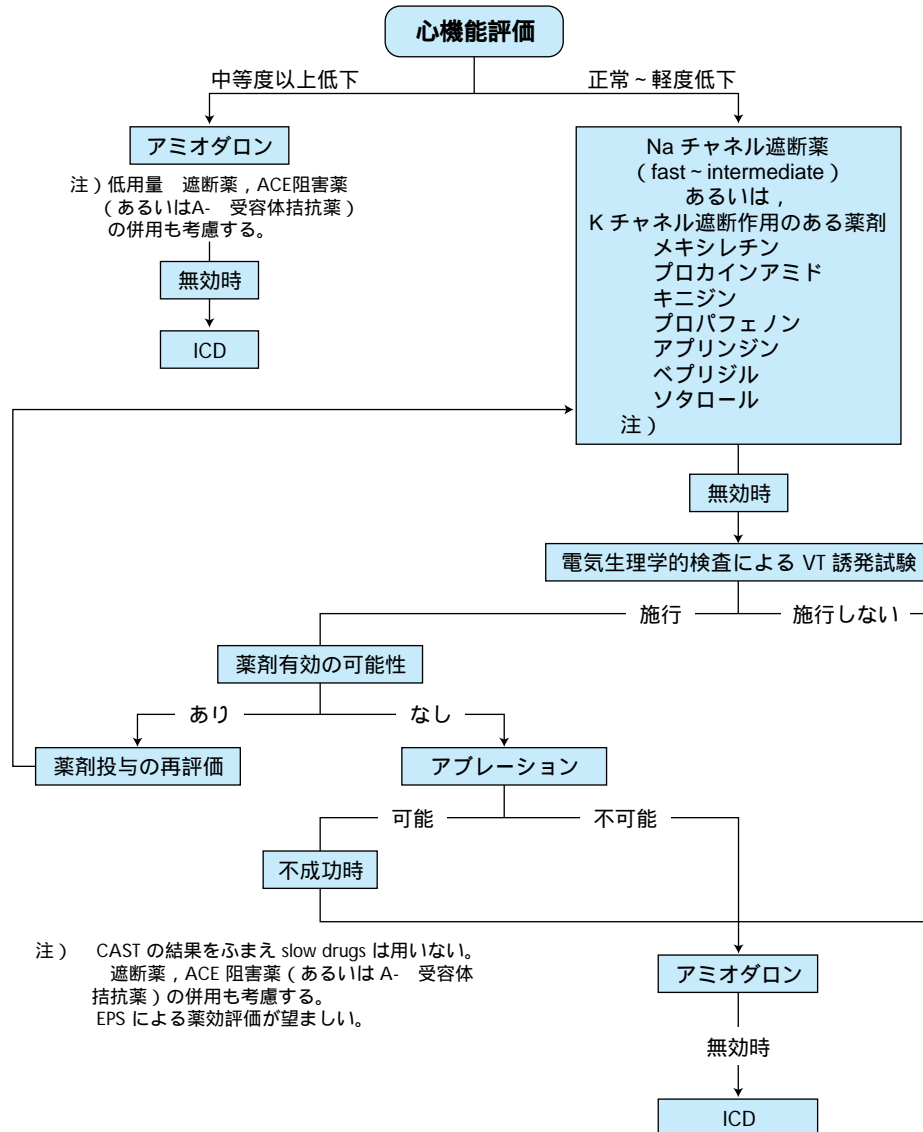 心機能評価
中等度以上低下
正常～軽度低下
アミオダロン
注）低用量　遮断薬，ACE阻害薬
（あるいはA-　受容体拮抗薬）
の併用も考慮する。
無効時
ICD
Na チャネル遮断薬
（fast～intermediate）
あるいは，
K チャネル遮断作用のある薬剤
メキシレチン
プロカインアミド
キニジン
プロパフェノン
アプリンジン
ベプリジル
ソタロール
注）
無効時
電気生理学的検査による VT 誘発試験
施行
施行しない
薬剤有効の可能性
あり
なし
薬剤投与の再評価
アブレーション
可能
不可能
不成功時
注）　CAST の結果をふまえ slow drugs は用いない。
遮断薬，ACE 阻害薬（あるいは A-　受容体
拮抗薬）の併用も考慮する。
EPS による薬効評価が望ましい。
アミオダロン
無効時
ICD